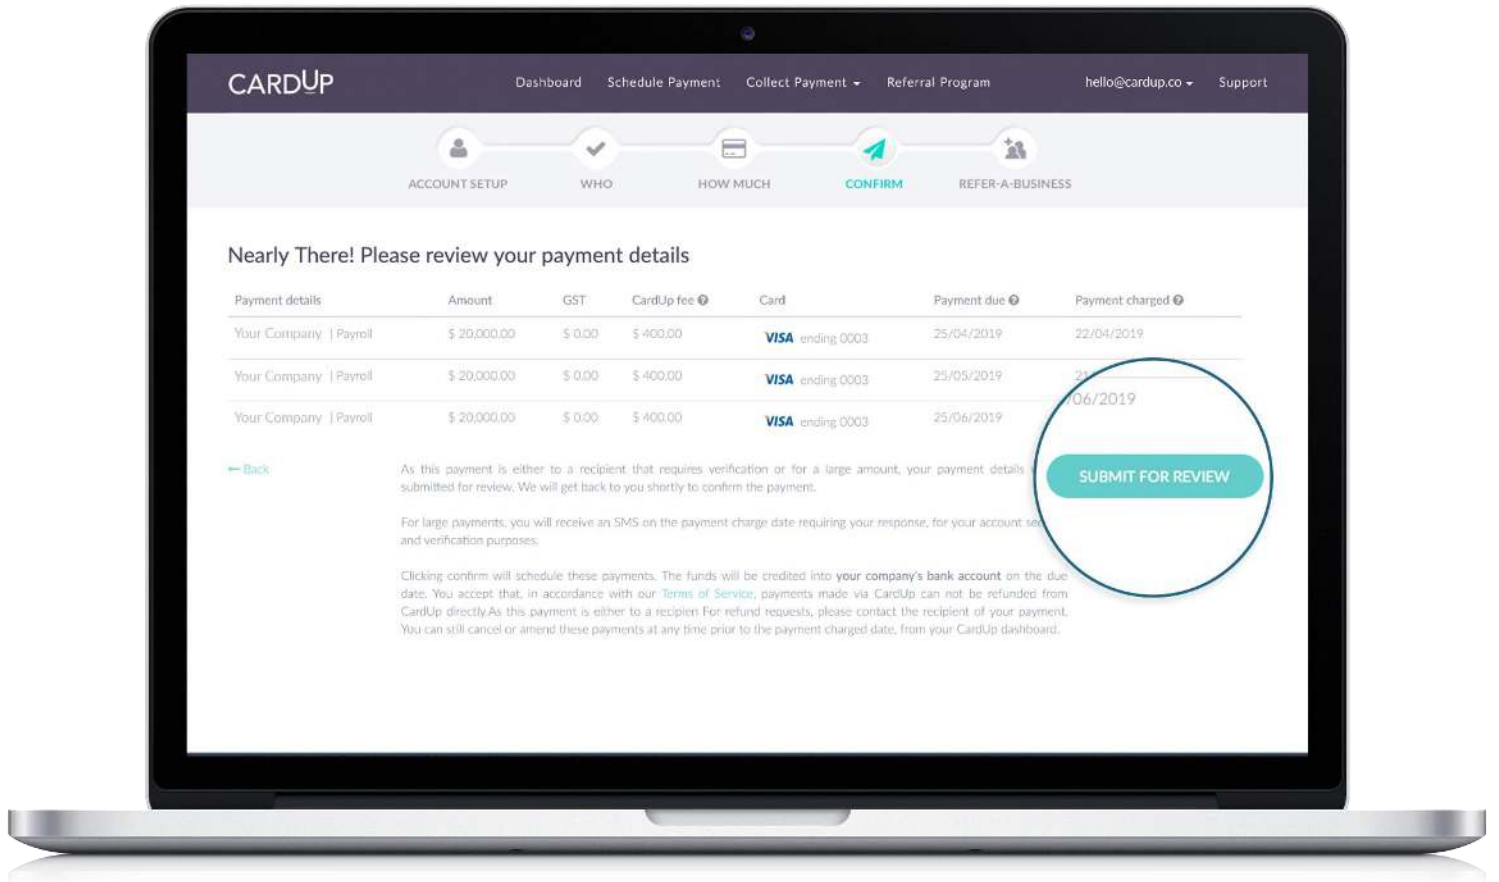 CARDUP
Dashboard Schedule Payment Collect Payment Referral Program hello@cardup.co Support
ACCOUNT SETUP WHO HOW MUCH CONFIRM REFER-A-BUSINESS
Nearly There! Please review your payment details
Payment details Amount GST CardUp fee Card Payment due Payment charged
Your Company | Payroll $ 20,000.00 $ 0.00 $ 400.00 VISA ending 0003 25/04/2019 22/04/2019
Your Company | Payroll $ 20,000.00 $ 0.00 $ 400.00 VISA ending 0003 25/05/2019
/06/2019
Your Company | Payroll $ 20,000.00 $ 0.00 $ 400.00 VISA ending 0003 25/06/2019
← Back
As this payment is either to a recipient that requires verification or for a large amount, your payment details
SUBMIT FOR REVIEW
submitted for review. We will get back to you shortly to confirm the payment.
For large payments, you will receive an SMS on the payment charge date requiring your response, for your account
and verification purposes.
Clicking confirm will schedule these payments. The funds will be credited into your company's bank account on the due
date. You accept that, in accordance with our Terms of Service, payments made via CardUp can not be refunded from
CardUp directly.As this payment is either to a recipien For refund requests, please contact the recipient of your payment.
You can still cancel or amend these payments at any time prior to the payment charged date, from your CardUp dashboard.